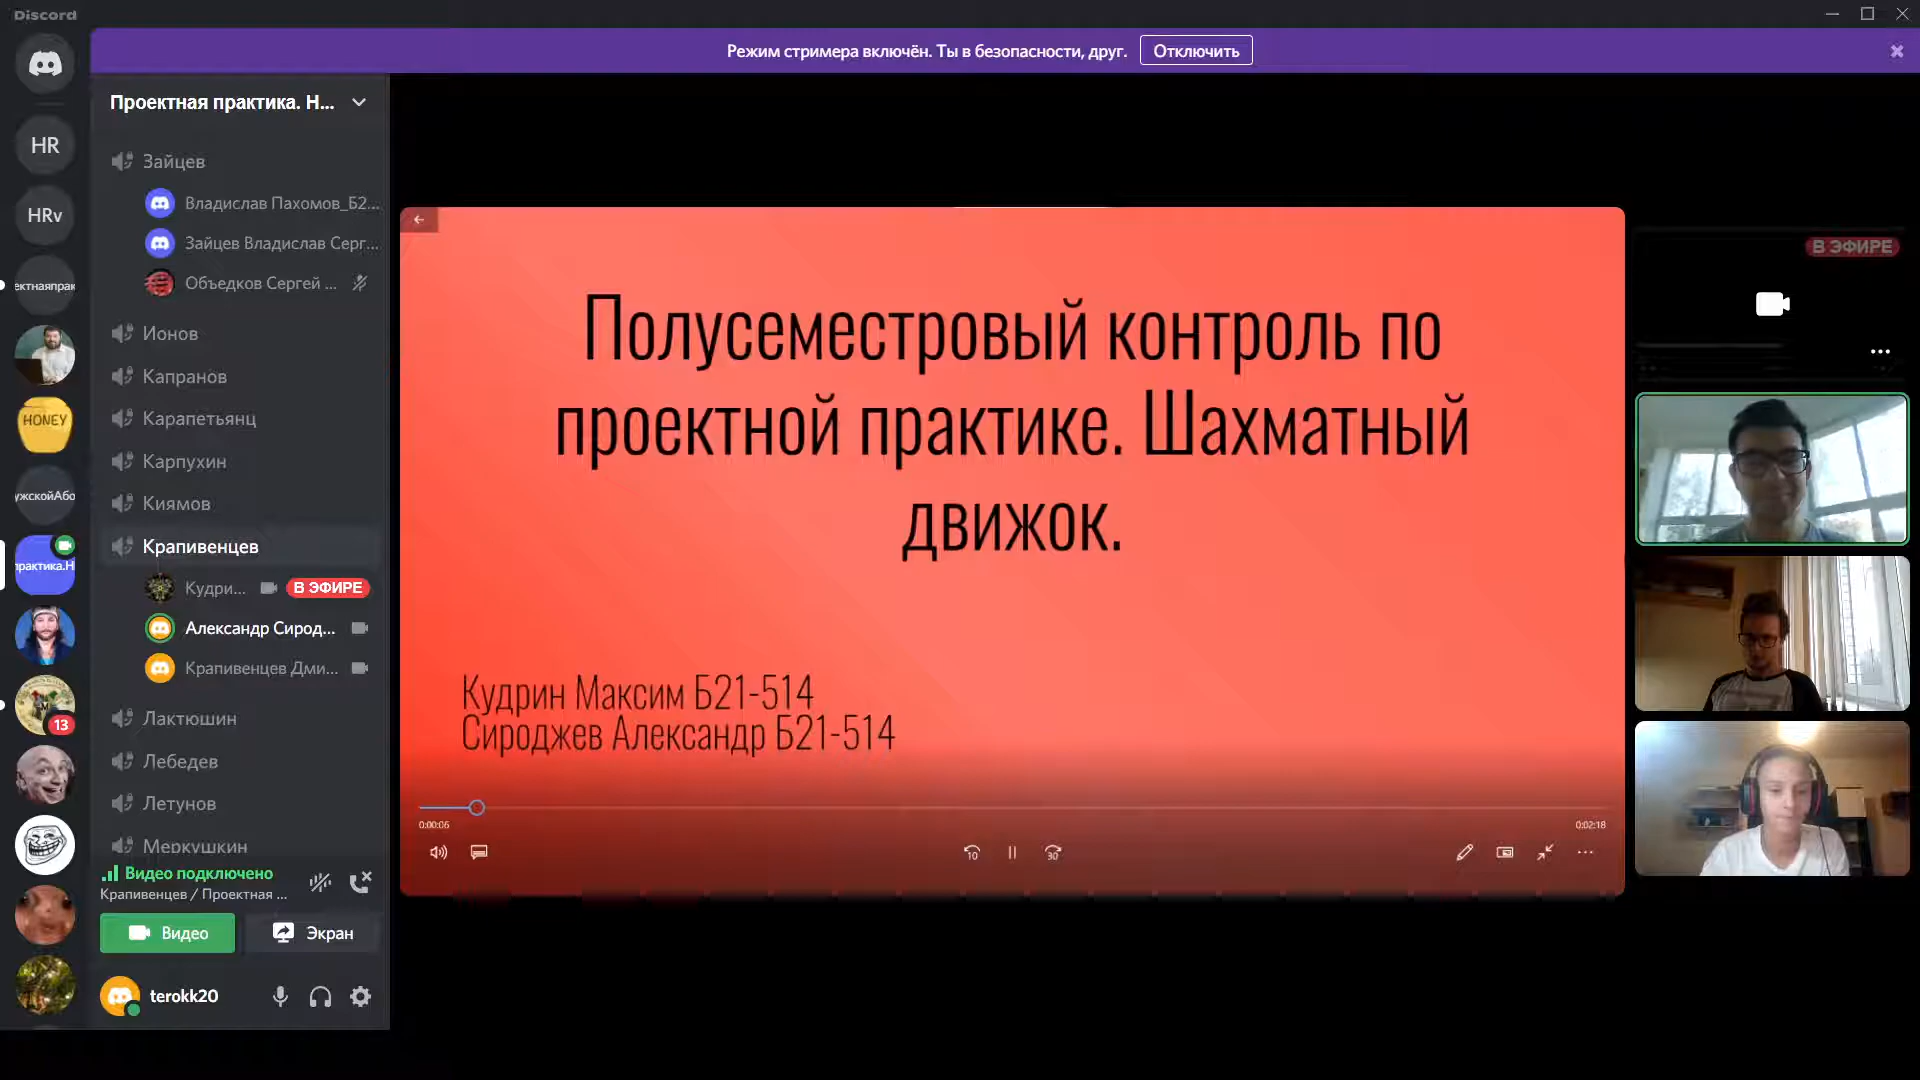 Discord
Режим стримера включён. Ты в безопасности, друг.
Отключить
HR
HRv
ектнаяпрак
HONEY
ужскойАбо
практика.Н
13
Проектная практика. Н...
Зайцев
Владислав Пахомов_Б2...
Зайцев Владислав Серг...
Объедков Сергей ...
Ионов
Капранов
Карапетьянц
Карпухин
Киямов
Крапивенцев
Кудри...
В ЭФИРЕ
Александр Сирод...
Крапивенцев Дми...
Лактюшин
Лебедев
Летунов
Меркушкин
Видео подключено
Крапивенцев / Проектная ...
Видео
Экран
terokk20
Полусеместровый контроль по
проектной практике. Шахматный
движок.
Кудрин Максим Б21-514
Сироджев Александр Б21-514
0:00:06
0:02:18
10
30
В ЭФИРЕ